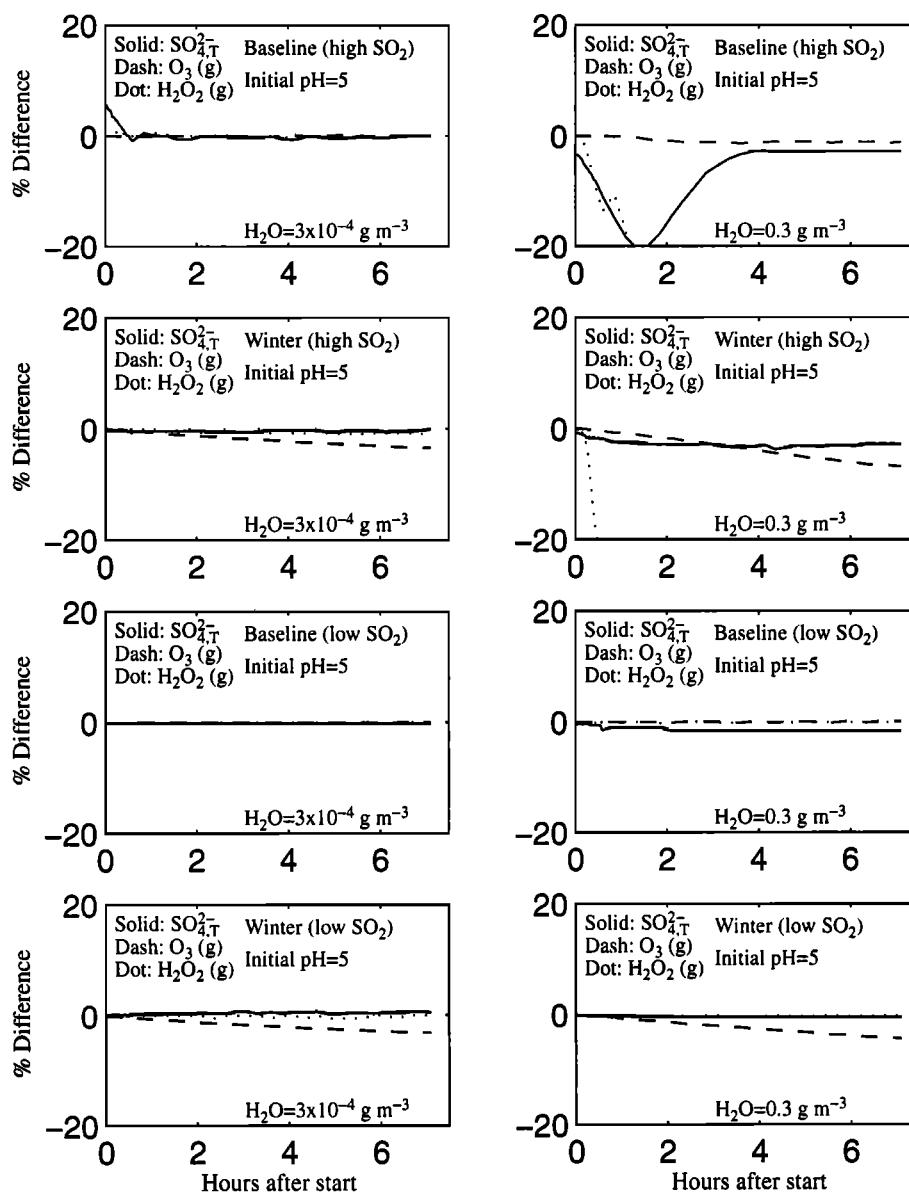 20
Solid: SO₄,T²⁻ Baseline (high SO₂)
Dash: O₃ (g) Initial pH=5
Dot: H₂O₂ (g)
0
% Difference
H₂O=3x10⁻⁴ g m⁻³
−20
0 2 4 6
20
Solid: SO₄,T²⁻ Baseline (high SO₂)
Dash: O₃ (g) Initial pH=5
Dot: H₂O₂ (g)
0
H₂O=0.3 g m⁻³
−20
0 2 4 6
20
Solid: SO₄,T²⁻ Winter (high SO₂)
Dash: O₃ (g)
Dot: H₂O₂ (g) Initial pH=5
0
% Difference
H₂O=3x10⁻⁴ g m⁻³
−20
0 2 4 6
20
Solid: SO₄,T²⁻ Winter (high SO₂)
Dash: O₃ (g)
Dot: H₂O₂ (g) Initial pH=5
0
H₂O=0.3 g m⁻³
−20
0 2 4 6
20
Solid: SO₄,T²⁻ Baseline (low SO₂)
Dash: O₃ (g)
Dot: H₂O₂ (g) Initial pH=5
0
% Difference
H₂O=3x10⁻⁴ g m⁻³
−20
0 2 4 6
20
Solid: SO₄,T²⁻ Baseline (low SO₂)
Dash: O₃ (g)
Dot: H₂O₂ (g) Initial pH=5
0
H₂O=0.3 g m⁻³
−20
0 2 4 6
20
Solid: SO₄,T²⁻ Winter (low SO₂)
Dash: O₃ (g)
Dot: H₂O₂ (g) Initial pH=5
0
% Difference
H₂O=3x10⁻⁴ g m⁻³
−20
0 2 4 6
Hours after start
20
Solid: SO₄,T²⁻ Winter (low SO₂)
Dash: O₃ (g)
Dot: H₂O₂ (g) Initial pH=5
0
H₂O=0.3 g m⁻³
−20
0 2 4 6
Hours after start